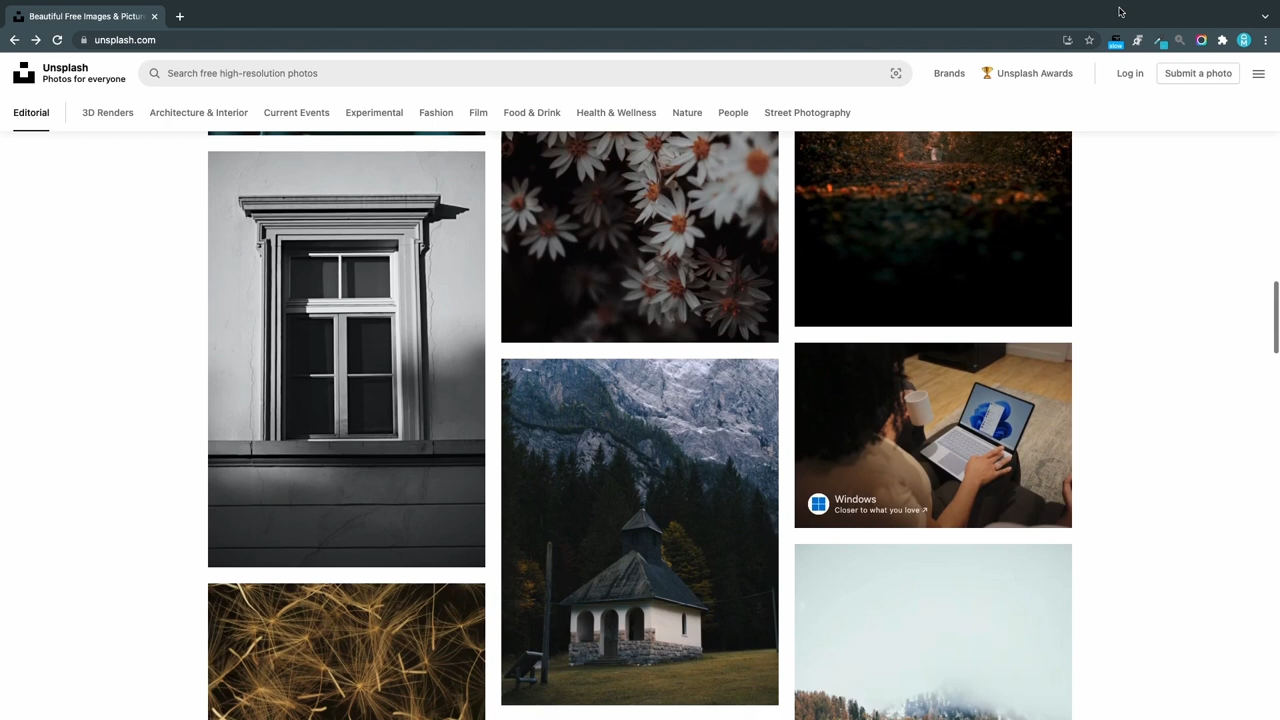 Beautiful Free Images & Pictur
unsplash.com
slow
Unsplash
Photos for everyone
Search free high-resolution photos
Brands
Unsplash Awards
Log in
Submit a photo
Editorial
3D Renders
Architecture & Interior
Current Events
Experimental
Fashion
Film
Food & Drink
Health & Wellness
Nature
People
Street Photography
Windows
Closer to what you love ↗